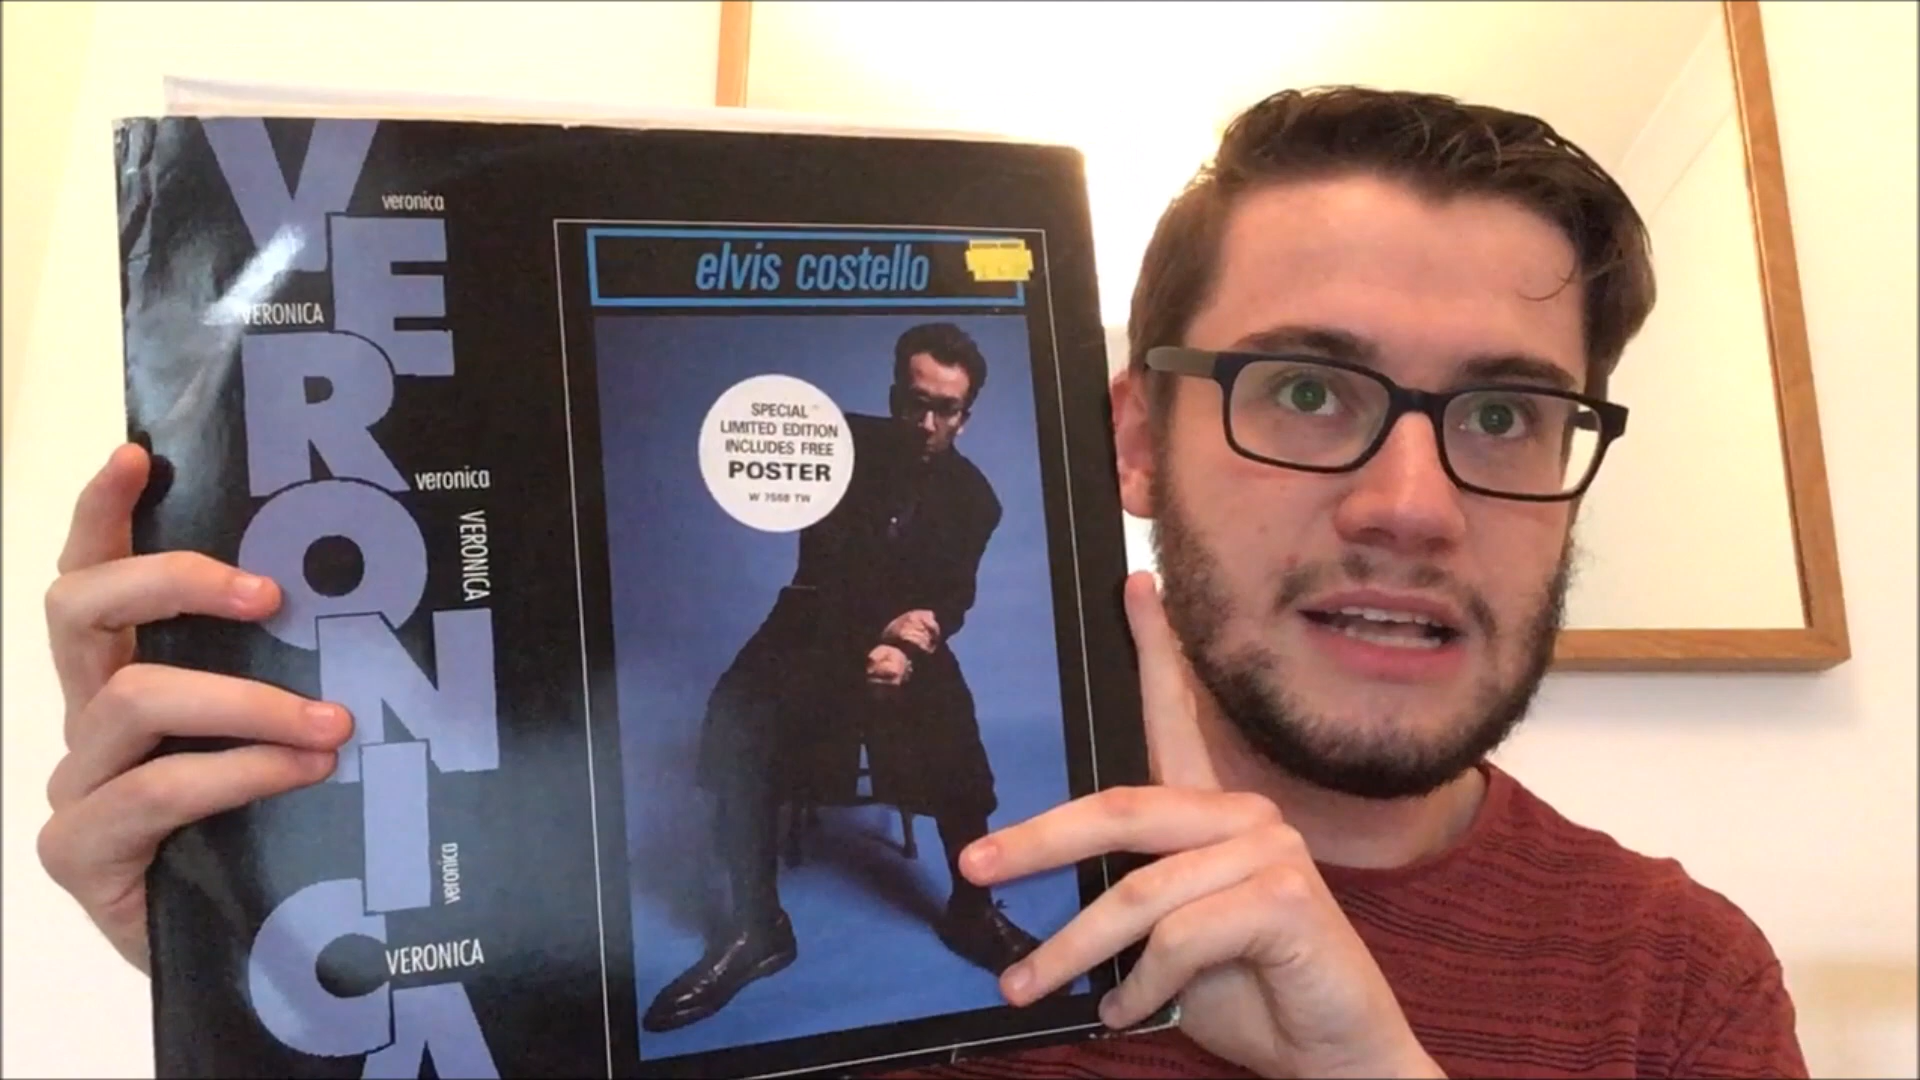 VERONICA
veronica
VERONICA
veronica
VERONICA
veronica
VERONICA
elvis costello
SPECIAL
LIMITED EDITION
INCLUDES FREE
POSTER
W 7558 TW